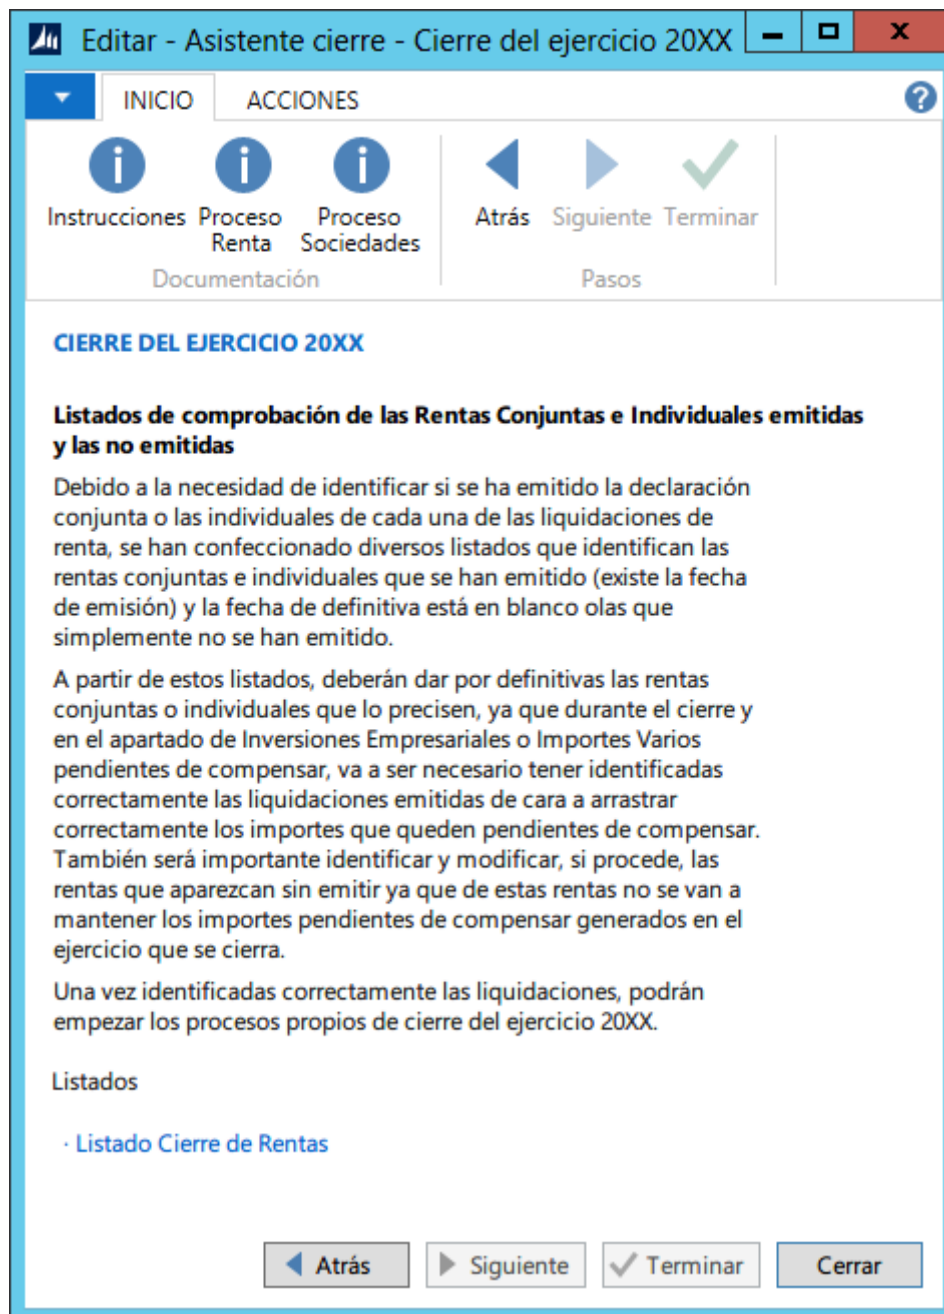 Editar - Asistente cierre - Cierre del ejercicio 20XX
INICIO ACCIONES
Instrucciones Proceso Renta Proceso Sociedades Atrás Siguiente Terminar
Documentación Pasos
CIERRE DEL EJERCICIO 20XX
Listados de comprobación de las Rentas Conjuntas e Individuales emitidas
y las no emitidas
Debido a la necesidad de identificar si se ha emitido la declaración
conjunta o las individuales de cada una de las liquidaciones de
renta, se han confeccionado diversos listados que identifican las
rentas conjuntas e individuales que se han emitido (existe la fecha
de emisión) y la fecha de definitiva está en blanco olas que
simplemente no se han emitido.
A partir de estos listados, deberán dar por definitivas las rentas
conjuntas o individuales que lo precisen, ya que durante el cierre y
en el apartado de Inversiones Empresariales o Importes Varios
pendientes de compensar, va a ser necesario tener identificadas
correctamente las liquidaciones emitidas de cara a arrastrar
correctamente los importes que queden pendientes de compensar.
También será importante identificar y modificar, si procede, las
rentas que aparezcan sin emitir ya que de estas rentas no se van a
mantener los importes pendientes de compensar generados en el
ejercicio que se cierra.
Una vez identificadas correctamente las liquidaciones, podrán
empezar los procesos propios de cierre del ejercicio 20XX.
Listados
· Listado Cierre de Rentas
Atrás Siguiente Terminar Cerrar